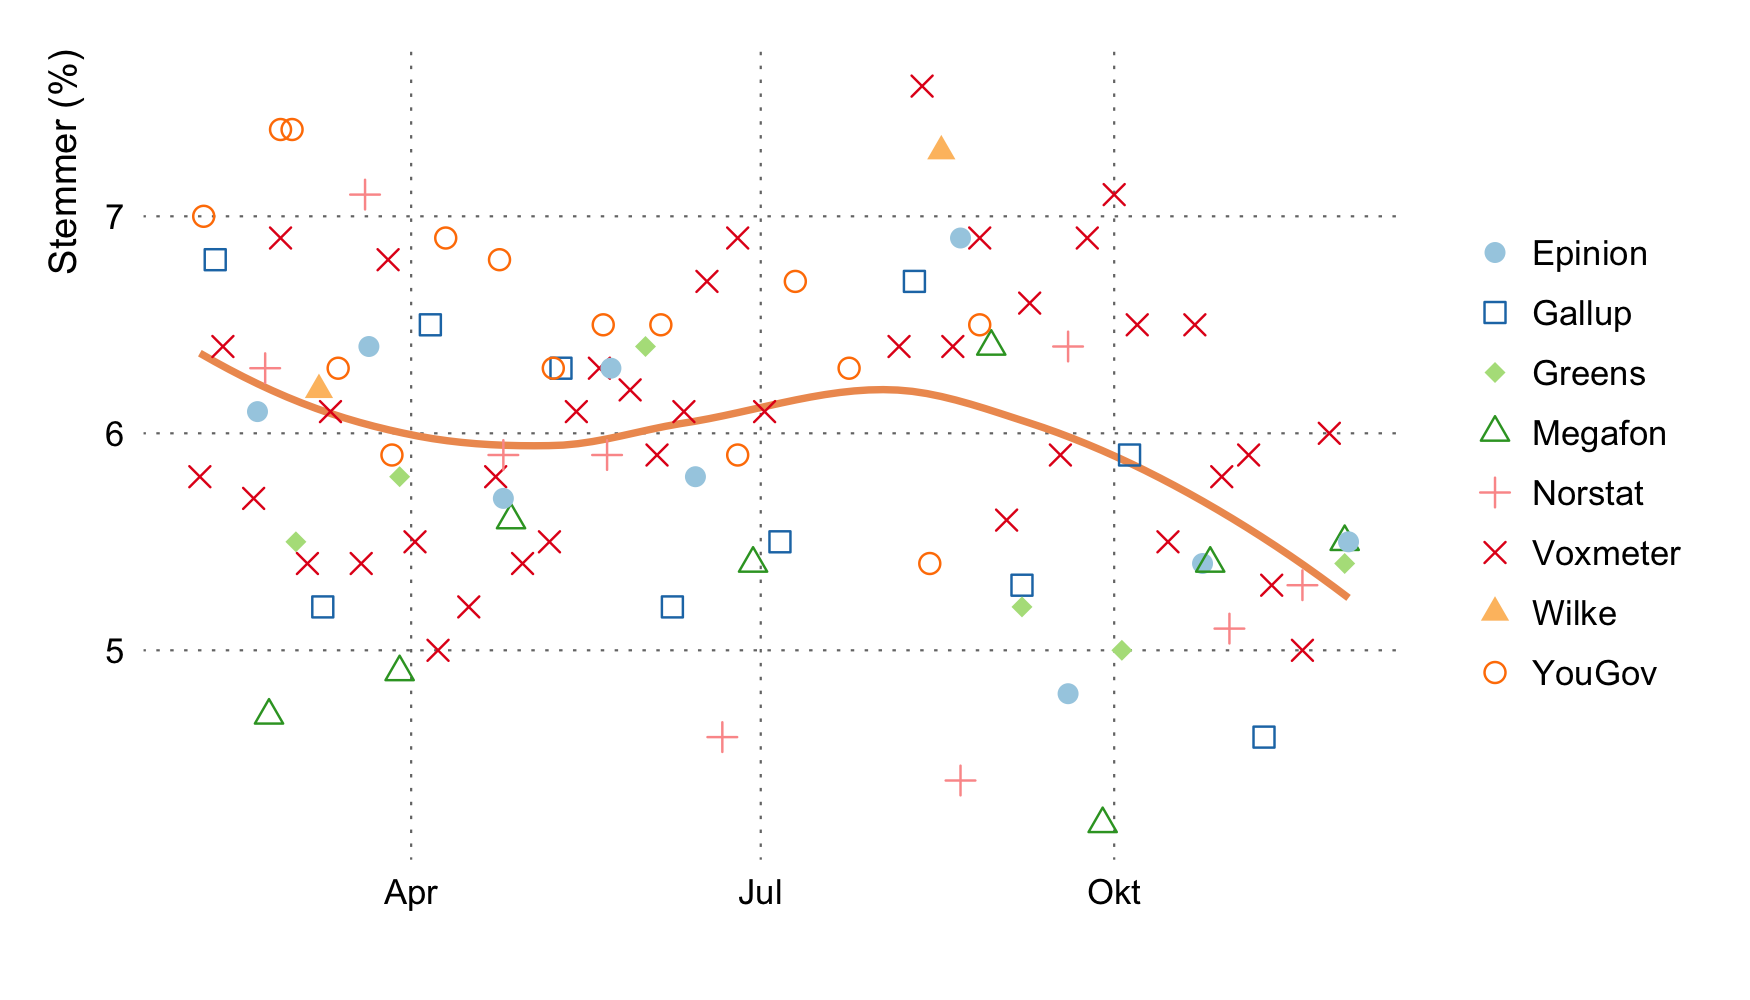 Stemmer (%)
7
6
5
Apr
Jul
Okt
Epinion
Gallup
Greens
Megafon
Norstat
Voxmeter
Wilke
YouGov